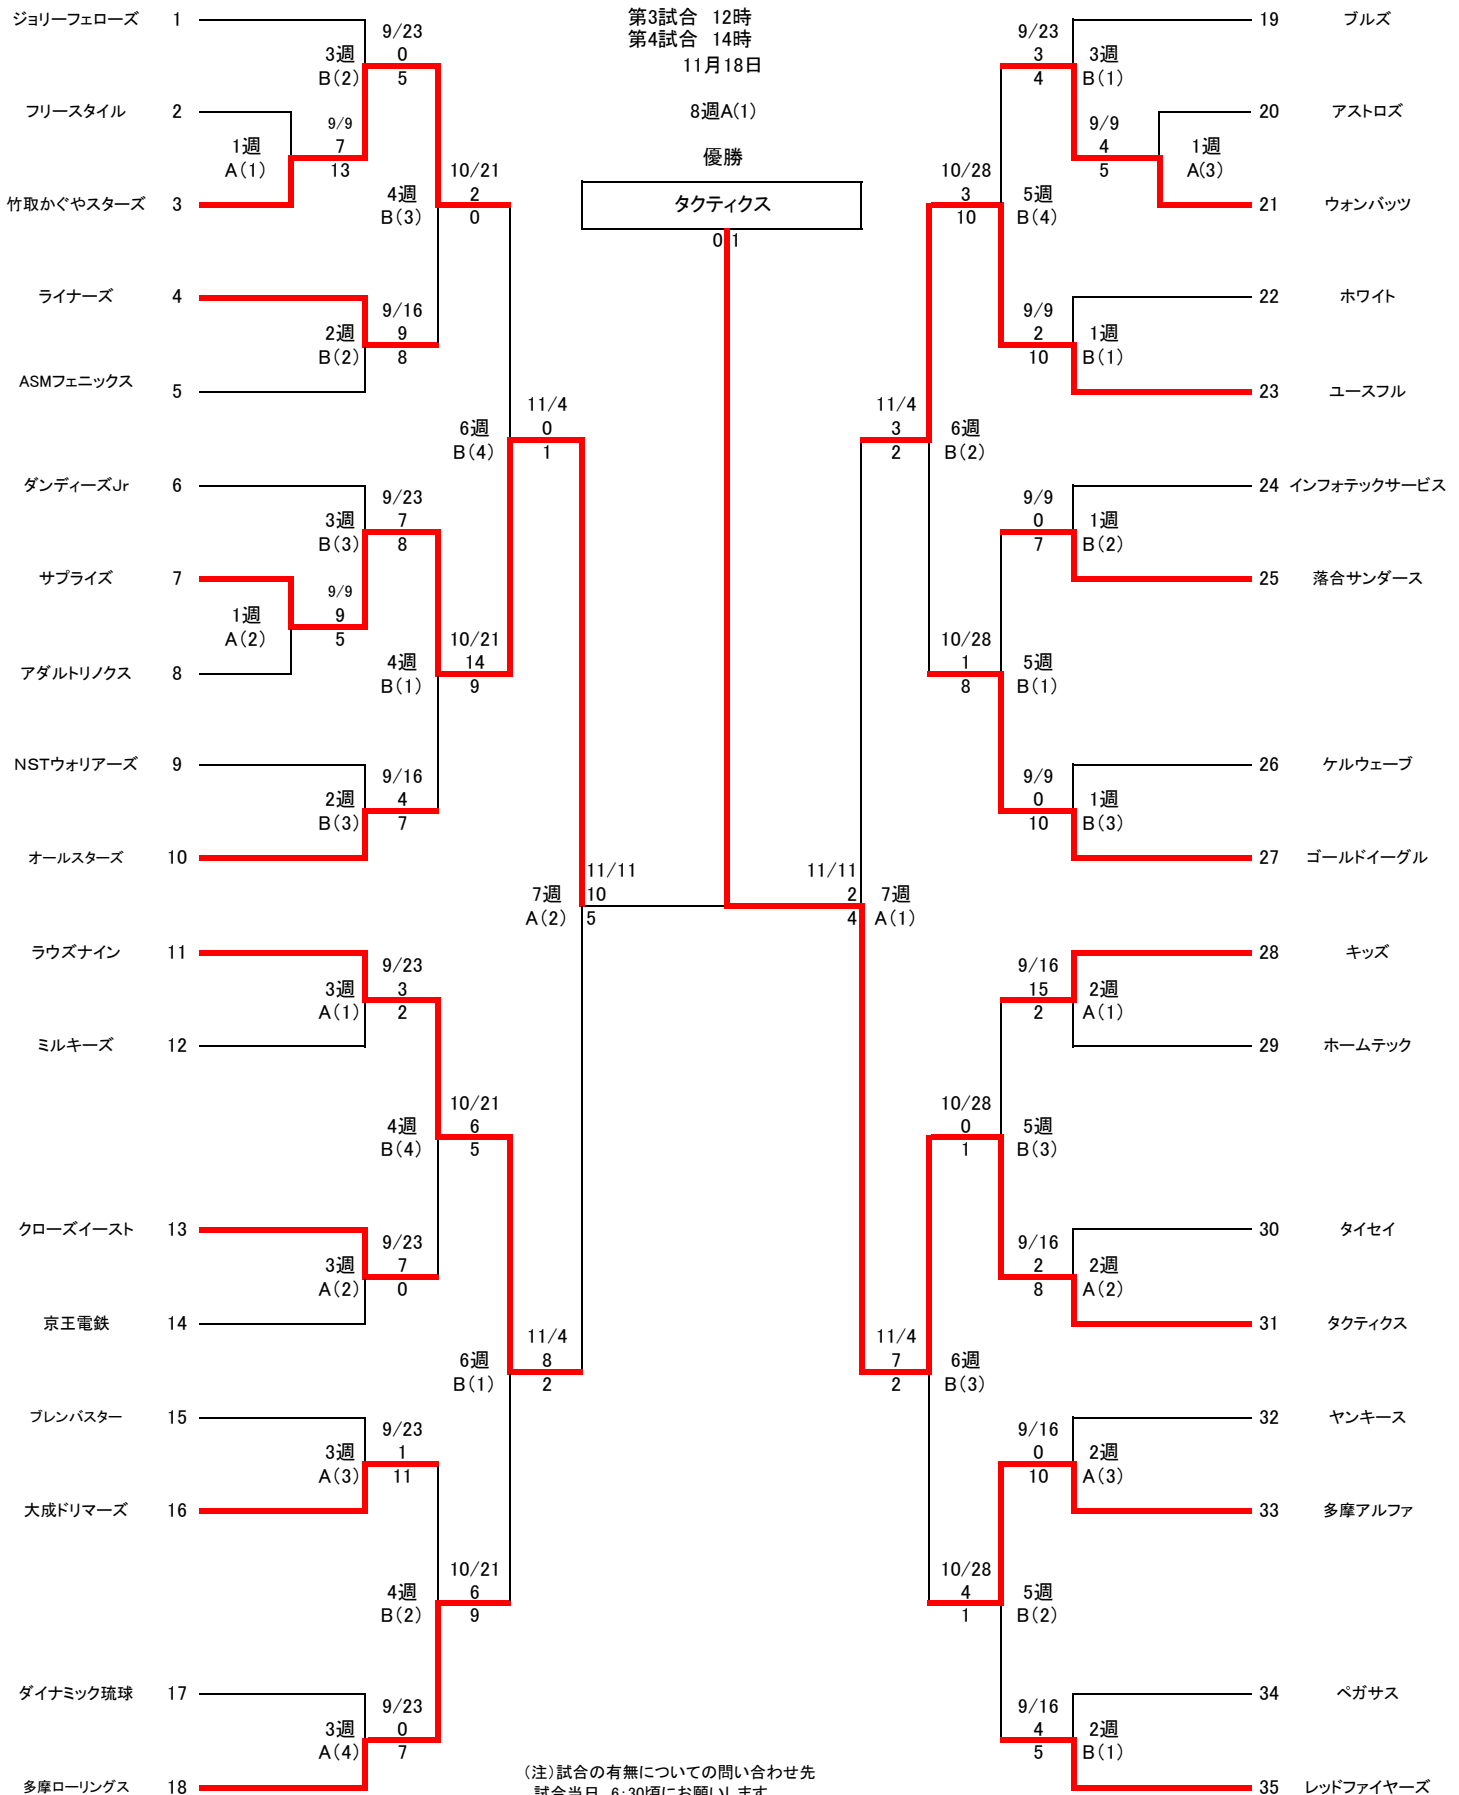 第3試合 12時
第4試合 14時
11月18日
8週A(1)
優勝
タクティクス
0 1
ジョリーフェローズ 1
9/23
3週 0
B(2) 5
フリースタイル 2
9/9
1週 7
A(1) 13
竹取かぐやスターズ 3
10/21
4週 2
B(3) 0
ライナーズ 4
9/16
2週 9
B(2) 8
ASMフェニックス 5
11/4
6週 0
B(4) 1
ダンディーズJr 6
9/23
3週 7
B(3) 8
サプライズ 7
9/9
1週 9
A(2) 5
アダルトリノクス 8
10/21
4週 14
B(1) 9
NSTウォリアーズ 9
9/16
2週 4
B(3) 7
オールスターズ 10
11/11
7週 10
A(2) 5
ラウズナイン 11
9/23
3週 3
A(1) 2
ミルキーズ 12
10/21
4週 6
B(4) 5
クローズイースト 13
9/23
3週 7
A(2) 0
京王電鉄 14
11/4
6週 8
B(1) 2
ブレンバスター 15
9/23
3週 1
A(3) 11
大成ドリマーズ 16
10/21
4週 6
B(2) 9
ダイナミック琉球 17
9/23
3週 0
A(4) 7
多摩ローリングス 18
19 ブルズ
9/23
3 3週
4 B(1)
20 アストロズ
9/9
4 1週
5 A(3)
21 ウォンバッツ
10/28
3 5週
10 B(4)
22 ホワイト
9/9
2 1週
10 B(1)
23 ユースフル
11/4
3 6週
2 B(2)
24 インフォテックサービス
9/9
0 1週
7 B(2)
25 落合サンダース
10/28
1 5週
8 B(1)
26 ケルウェーブ
9/9
0 1週
10 B(3)
27 ゴールドイーグル
11/11
2 7週
4 A(1)
28 キッズ
9/16
15 2週
2 A(1)
29 ホームテック
10/28
0 5週
1 B(3)
30 タイセイ
9/16
2 2週
8 A(2)
31 タクティクス
11/4
7 6週
2 B(3)
32 ヤンキース
9/16
0 2週
10 A(3)
33 多摩アルファ
10/28
4 5週
1 B(2)
34 ペガサス
9/16
4 2週
5 B(1)
35 レッドファイヤーズ
(注)試合の有無についての問い合わせ先
試合当日 6:30頃にお願いします